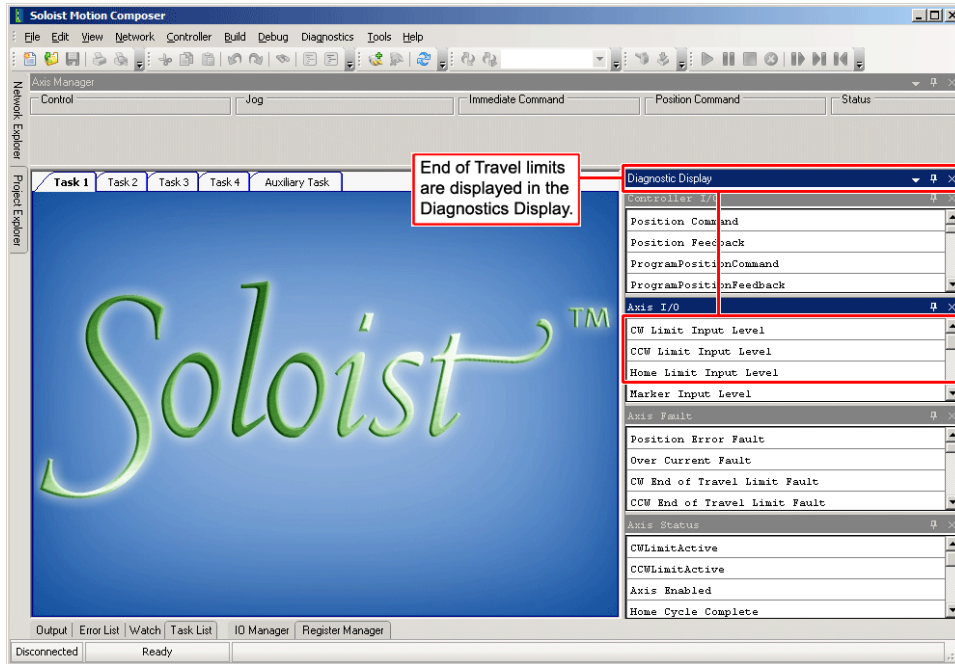 Soloist Motion Composer
File Edit View Network Controller Build Debug Diagnostics Tools Help
Axis Manager
Control Jog Immediate Command Position Command Status
Network Explorer
Project Explorer
Task 1 Task 2 Task 3 Task 4 Auxiliary Task
End of Travel limits
are displayed in the
Diagnostics Display.
Soloist™
Diagnostic Display
Controller I/O
Position Command
Position Feedback
ProgramPositionCommand
ProgramPositionFeedback
Axis I/O
CW Limit Input Level
CCW Limit Input Level
Home Limit Input Level
Marker Input Level
Axis Fault
Position Error Fault
Over Current Fault
CW End of Travel Limit Fault
CCW End of Travel Limit Fault
Axis Status
CWLimitActive
CCWLimitActive
Axis Enabled
Home Cycle Complete
Output Error List Watch Task List IO Manager Register Manager
Disconnected Ready